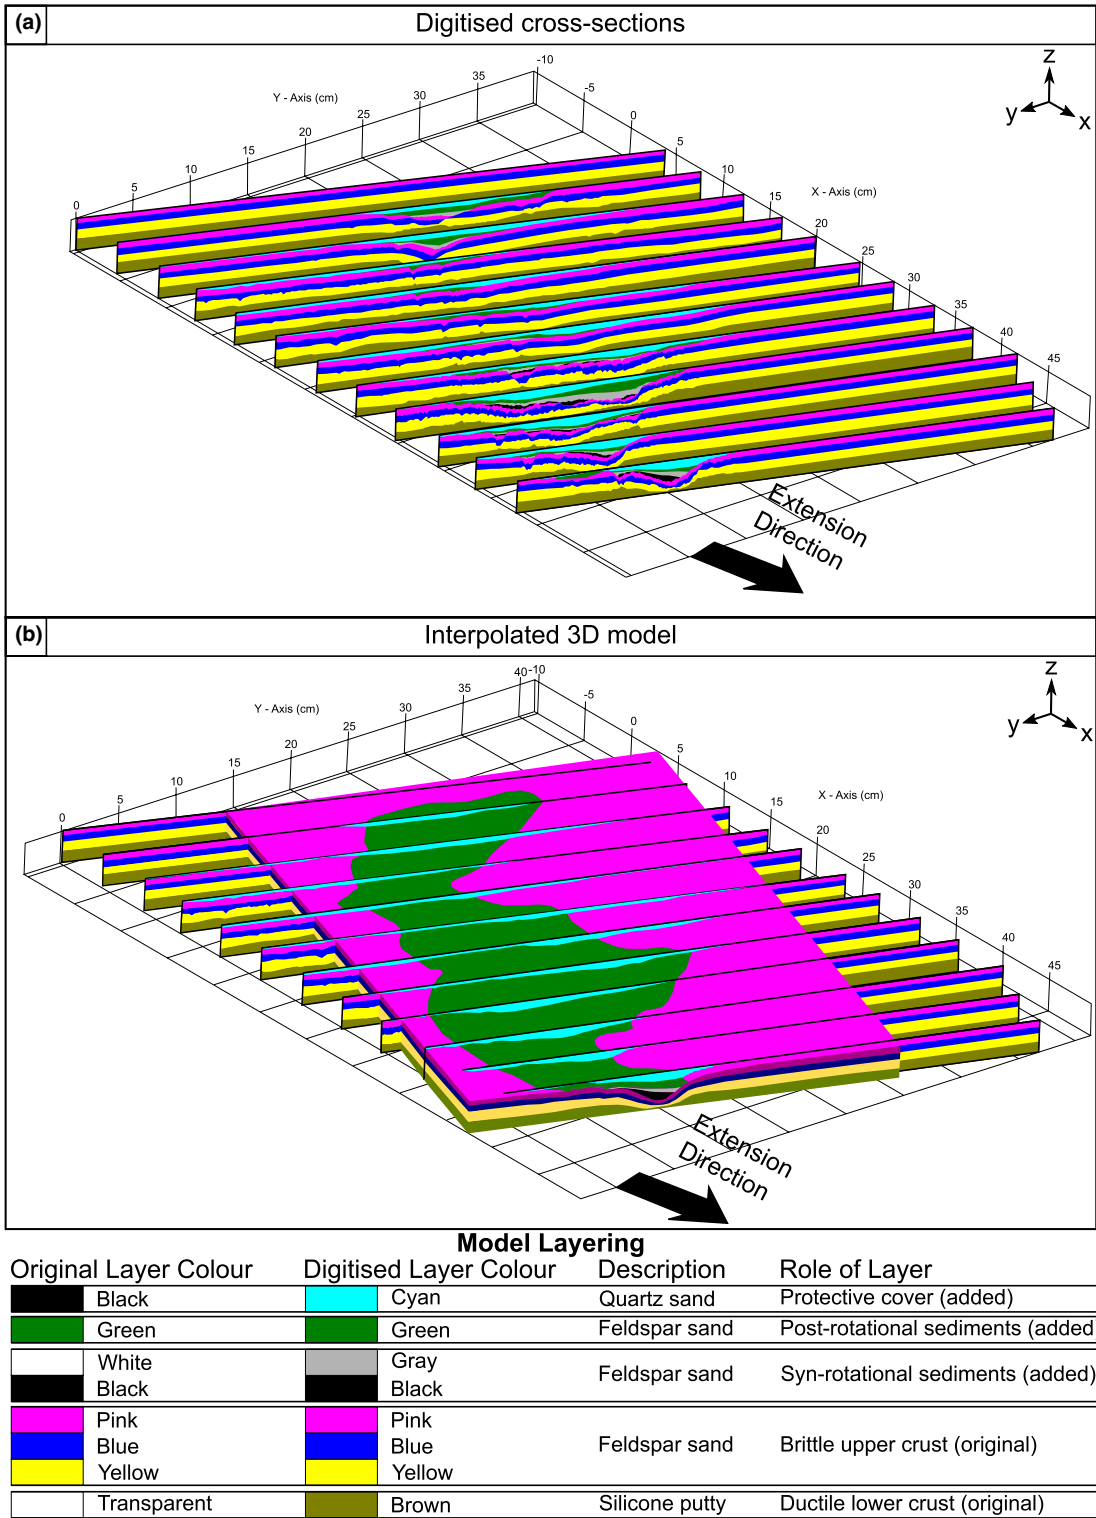 (a)
Digitised cross-sections
z
y
x
Y - Axis (cm)
0
5
10
15
20
25
30
35
-10
-5
0
5
10
15
20
25
30
35
40
45
X - Axis (cm)
Extension
Direction
(b)
Interpolated 3D model
z
y
x
Y - Axis (cm)
0
5
10
15
20
25
30
35
40
-10
-5
0
5
10
15
20
25
30
35
40
45
X - Axis (cm)
Extension
Direction
Model Layering
Original Layer Colour Digitised Layer Colour Description Role of Layer
Black Cyan Quartz sand Protective cover (added)
Green Green Feldspar sand Post-rotational sediments (added)
White Gray
Feldspar sand Syn-rotational sediments (added)
Black Black
Pink Pink
Blue Blue Feldspar sand Brittle upper crust (original)
Yellow Yellow
Transparent Brown Silicone putty Ductile lower crust (original)